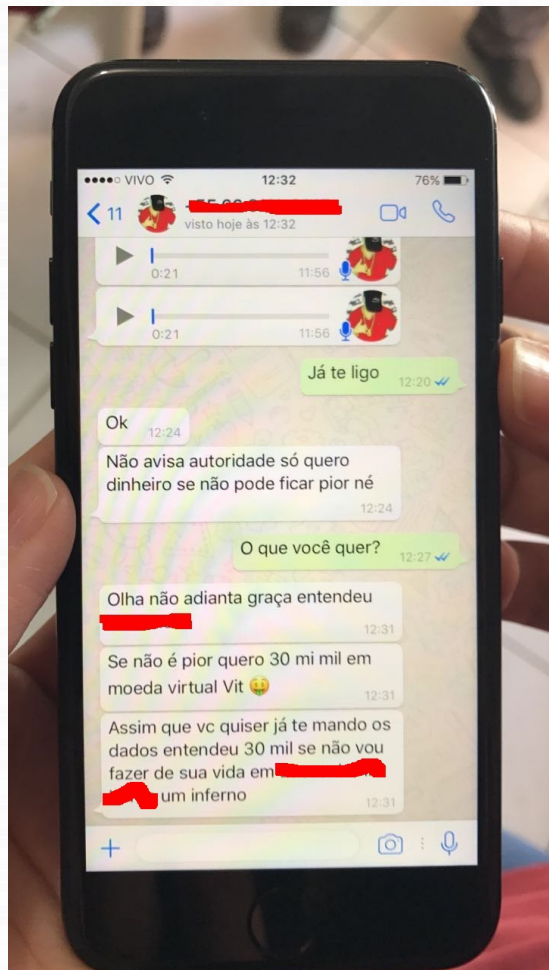 VIVO 12:32 76%
11
visto hoje às 12:32
0:21 11:56
0:21 11:56
Já te ligo 12:20
Ok 12:24
Não avisa autoridade só quero
dinheiro se não pode ficar pior né
12:24
O que você quer? 12:27
Olha não adianta graça entendeu
12:31
Se não é pior quero 30 mi mil em
moeda virtual Vit
12:31
Assim que vc quiser já te mando os
dados entendeu 30 mil se não vou
fazer de sua vida em
um inferno
12:31